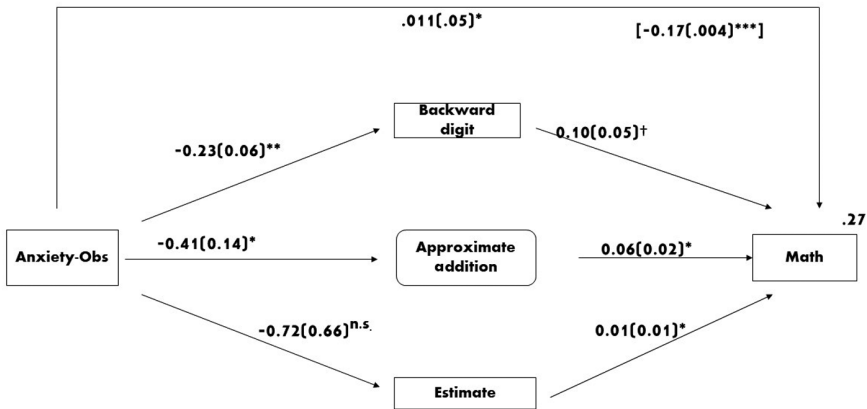 .011(.05)*
[-0.17(.004)***]
Backward
digit
0.10(0.05)†
-0.23(0.06)**
.27
-0.41(0.14)*
Approximate
addition
0.06(0.02)*
Anxiety-Obs
Math
-0.72(0.66)n.s.
0.01(0.01)*
Estimate